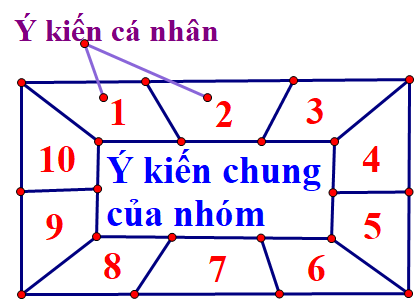 Ý kiến cá nhân
1 2 3
10 4
Ý kiến chung
của nhóm
9 5
8 7 6